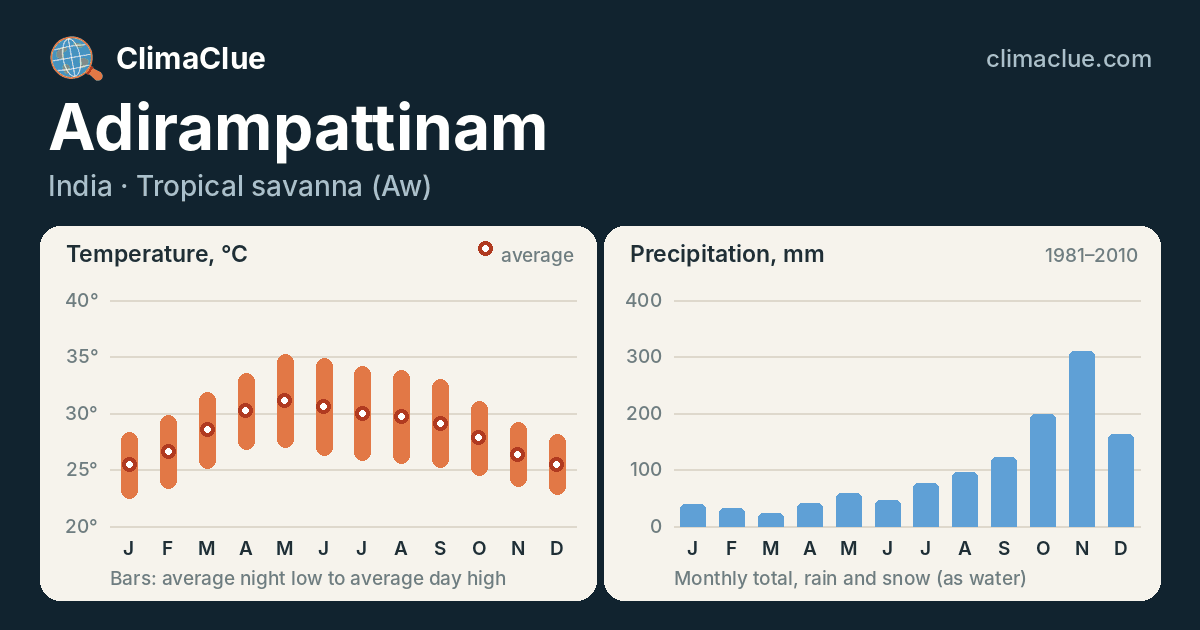 ClimaClue
climaclue.com
Adirampattinam
India · Tropical savanna (Aw)
Temperature, °C
average
40°
35°
30°
25°
20°
J F M A M J J A S O N D
Bars: average night low to average day high
Precipitation, mm
1981–2010
400
300
200
100
0
J F M A M J J A S O N D
Monthly total, rain and snow (as water)